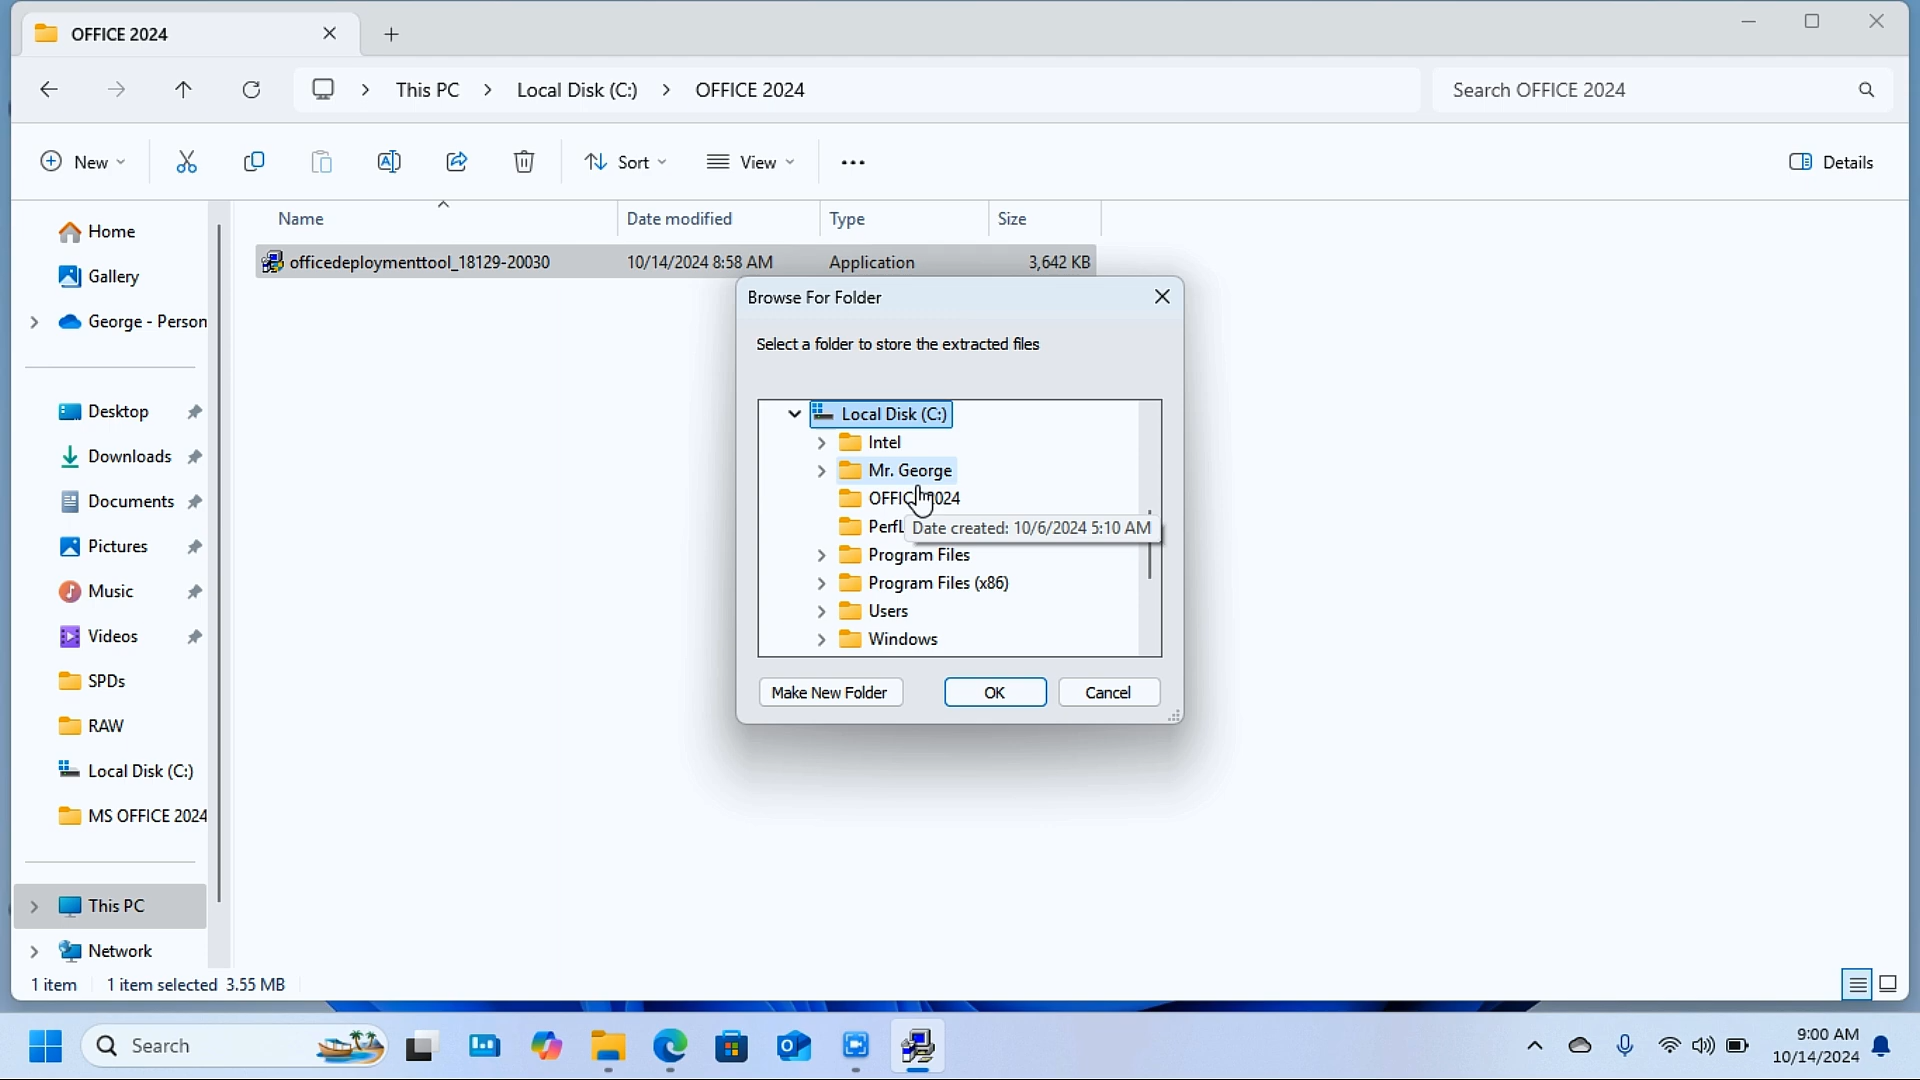 OFFICE 2024
This PC
Local Disk (C:)
OFFICE 2024
Search OFFICE 2024
New
Sort
View
Details
Name
Date modified
Type
Size
officedeploymenttool_18129-20030
10/14/2024 8:58 AM
Application
3,642 KB
Home
Gallery
George - Person
Desktop
Downloads
Documents
Pictures
Music
Videos
SPDs
RAW
Local Disk (C:)
MS OFFICE 2024
This PC
Network
1 item
1 item selected 3.55 MB
Browse For Folder
Select a folder to store the extracted files
Local Disk (C:)
Intel
Mr. George
2024
Date created: 10/6/2024 5:10 AM
Program Files
Program Files (x86)
Users
Windows
Make New Folder
OK
Cancel
Search
9:00 AM
10/14/2024